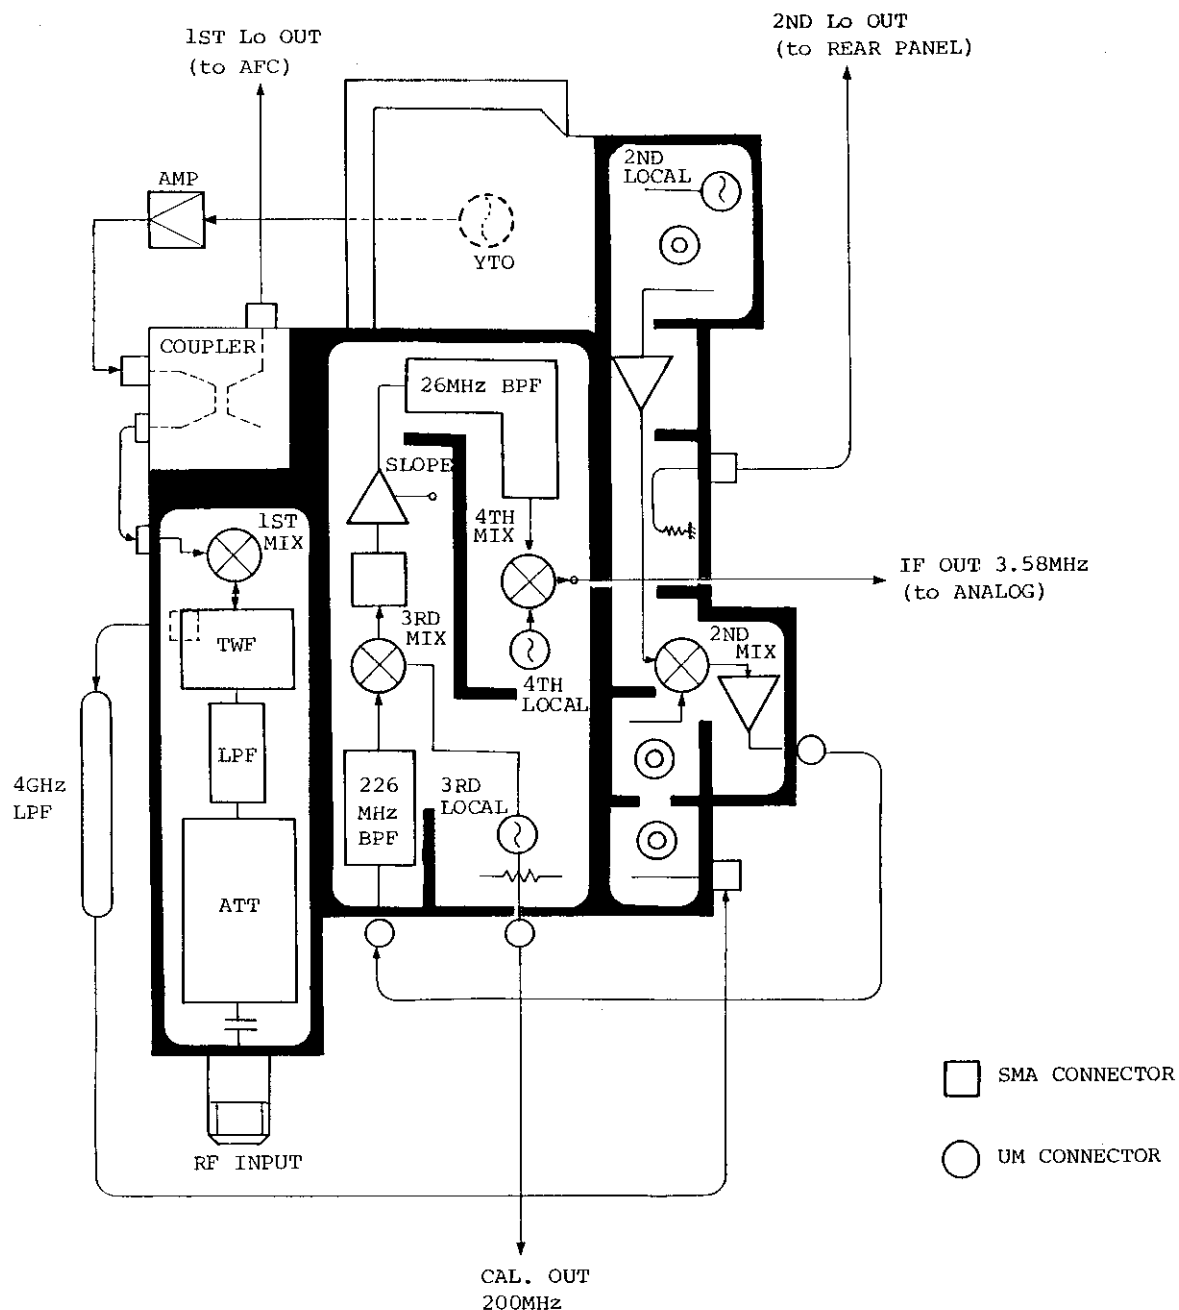 1ST Lo OUT
(to AFC)
2ND Lo OUT
(to REAR PANEL)
AMP
YTO
2ND
LOCAL
COUPLER
26MHz BPF
SLOPE
1ST
MIX
4TH
MIX
IF OUT 3.58MHz
(to ANALOG)
TWF
3RD
MIX
2ND
MIX
4TH
LOCAL
LPF
4GHz
LPF
226
MHz
BPF
3RD
LOCAL
ATT
SMA CONNECTOR
UM CONNECTOR
RF INPUT
CAL. OUT
200MHz